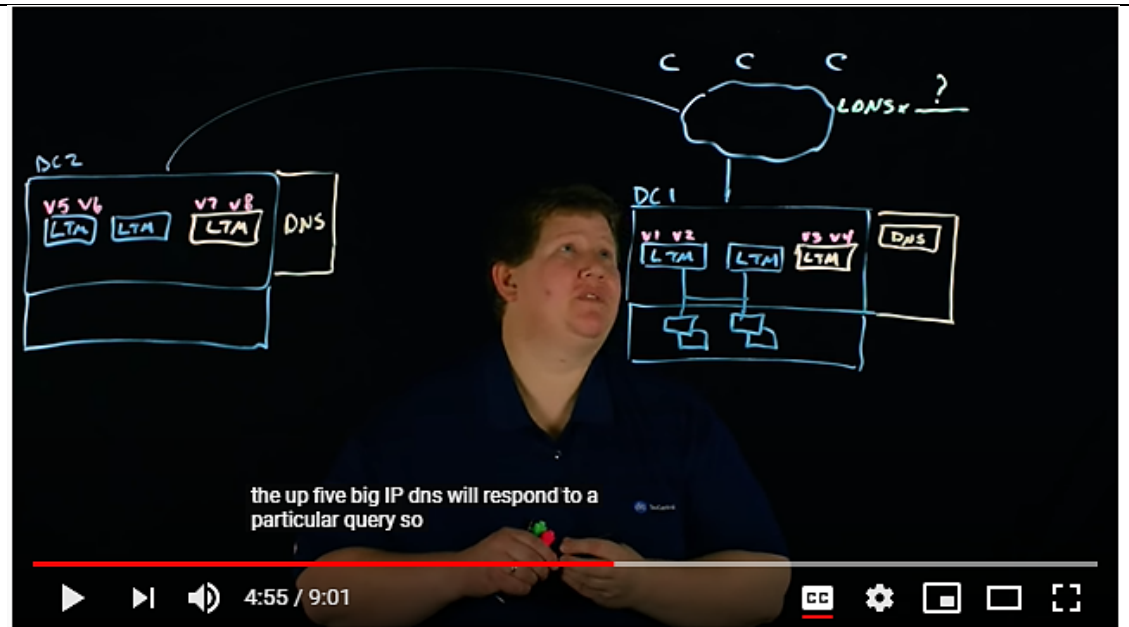 C C C
LDNSx ?
DC2
V5 V6 V7 V8
LTM LTM LTM DNS
DC1
V1 V2 V3 V4
LTM LTM LTM DNS
the up five big IP dns will respond to a
particular query so
4:55 / 9:01
CC